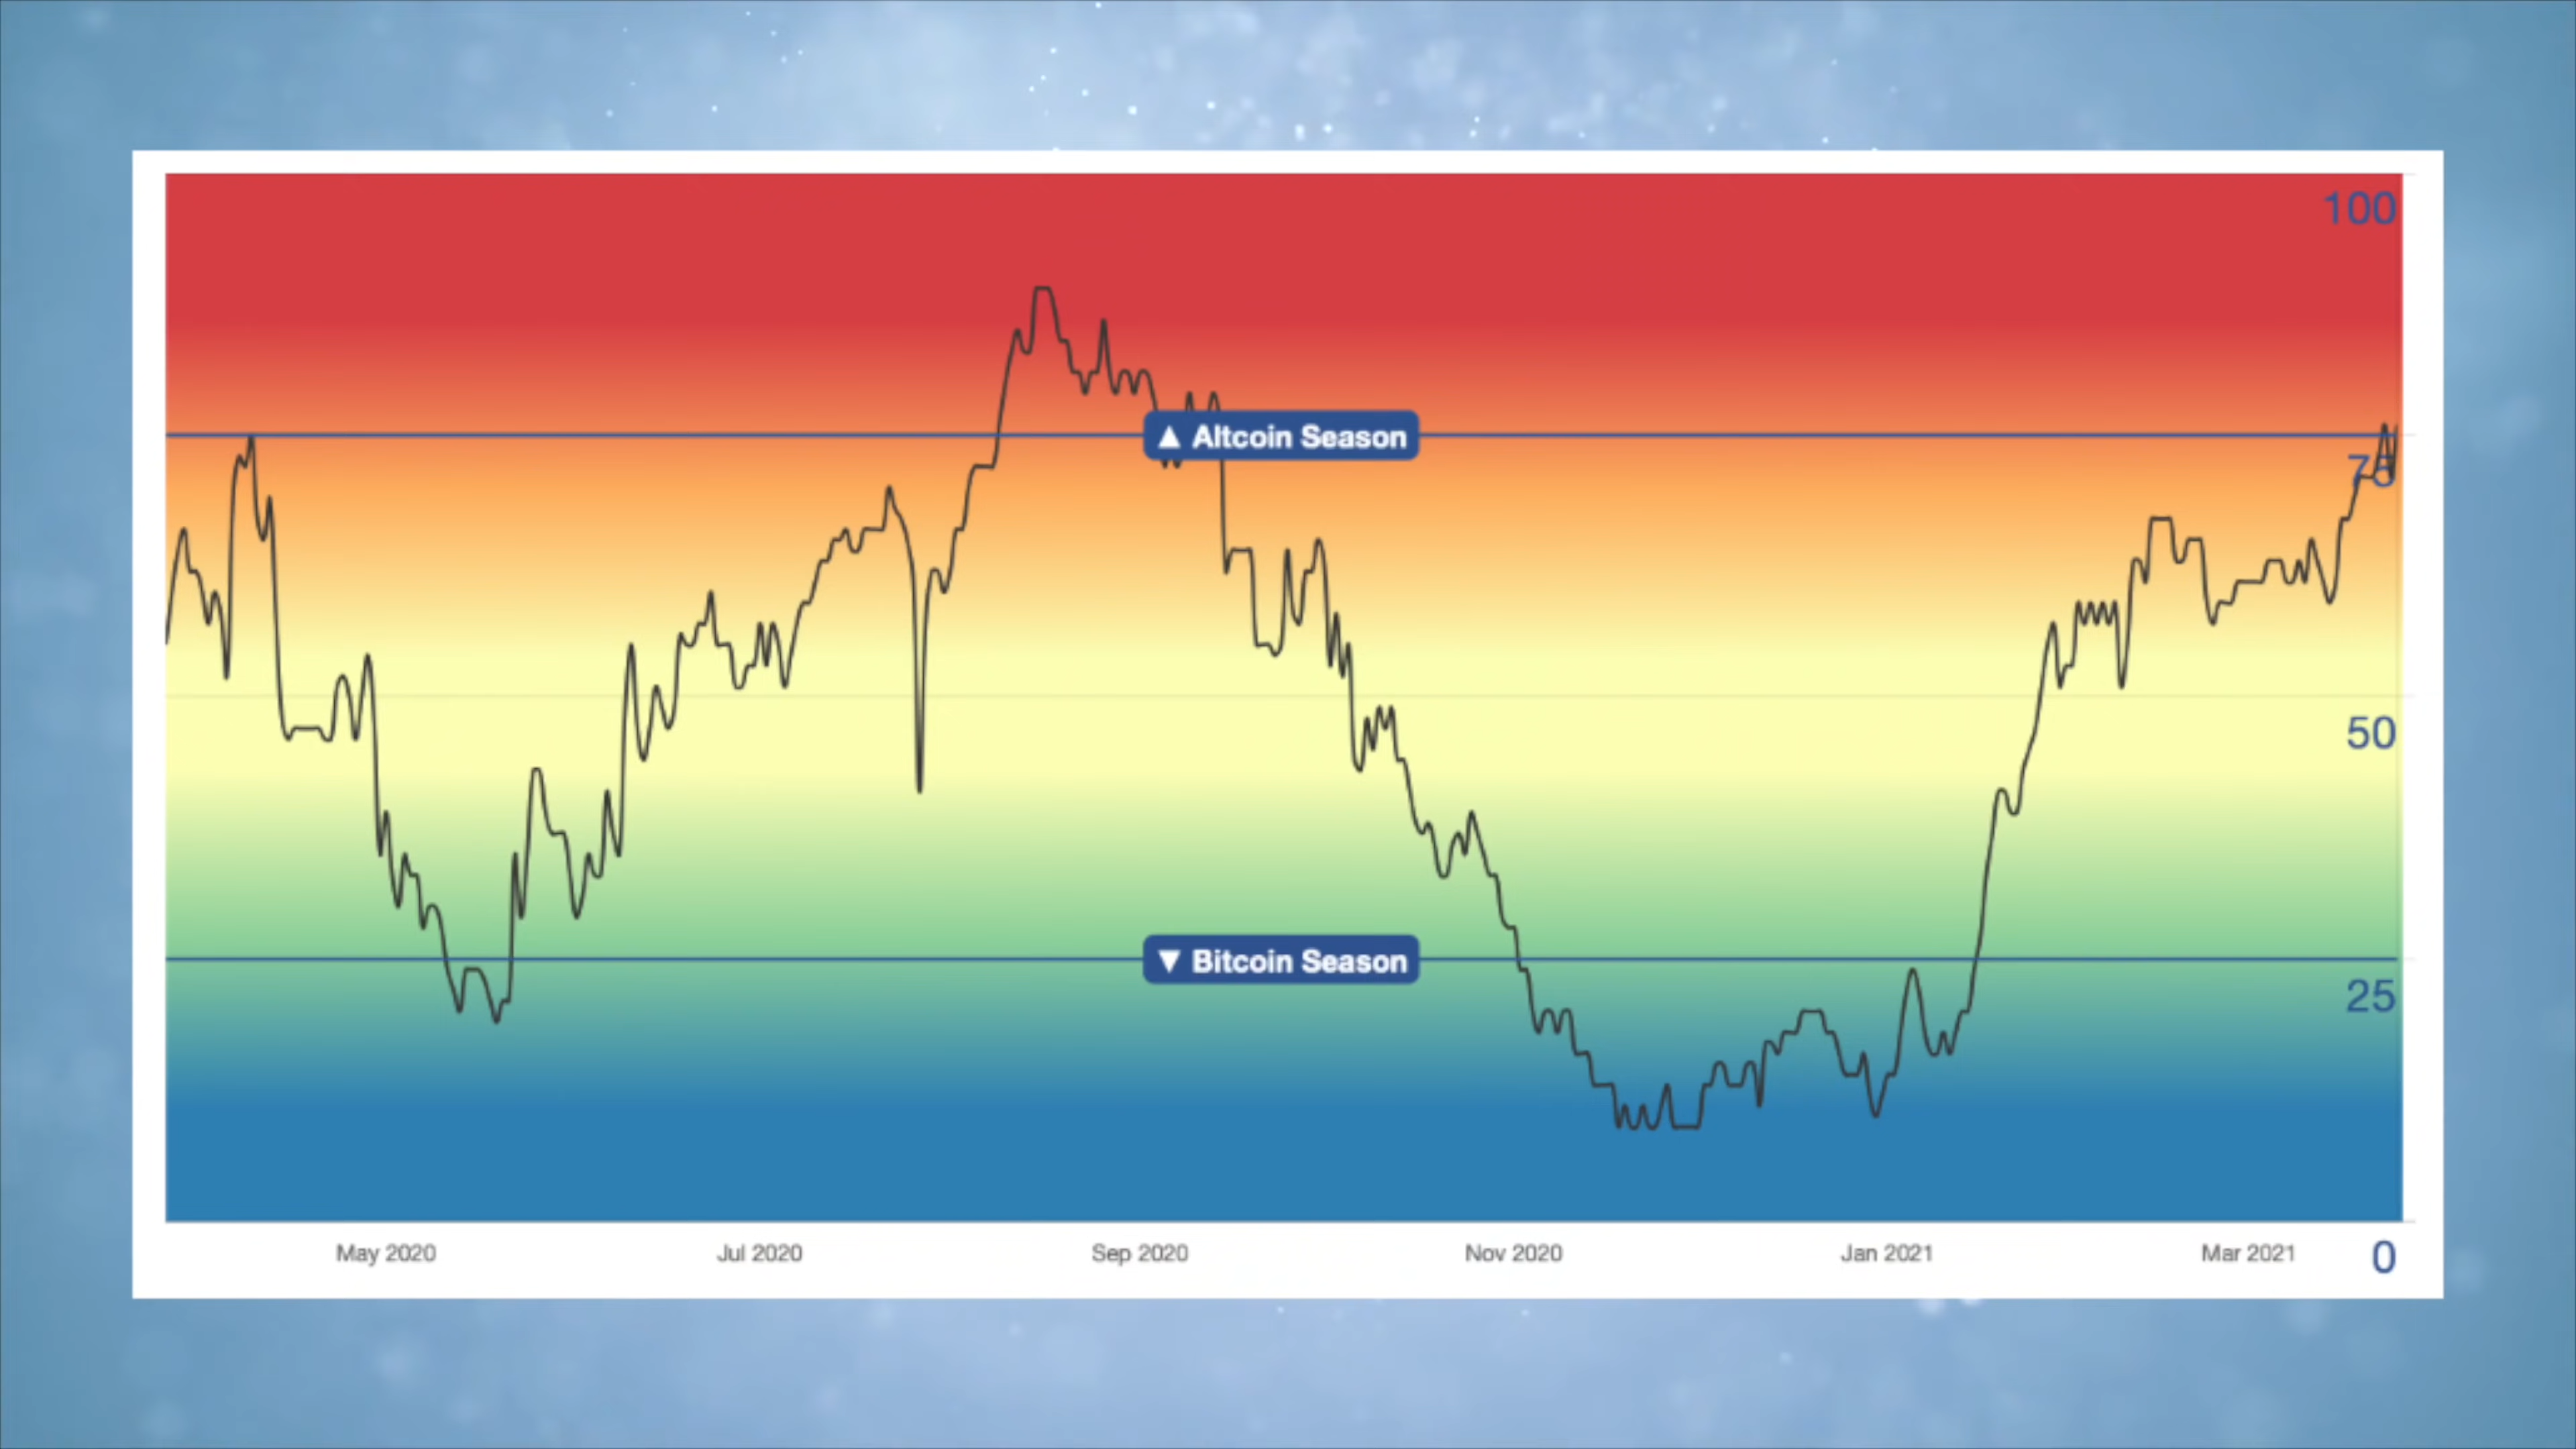 100
▲ Altcoin Season
75
50
▼ Bitcoin Season
25
May 2020 Jul 2020 Sep 2020 Nov 2020 Jan 2021 Mar 2021 0